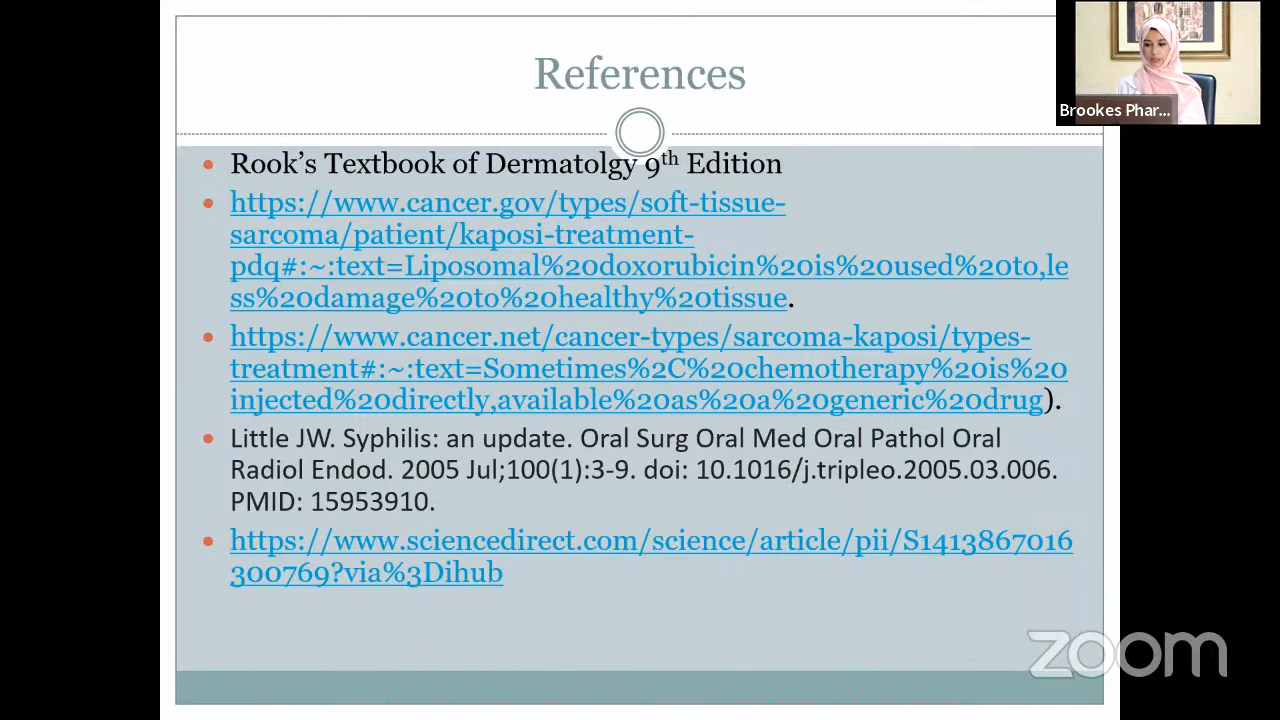 References
Brookes Phar...
Rook's Textbook of Dermatolgy 9th Edition
https://www.cancer.gov/types/soft-tissue-
sarcoma/patient/kaposi-treatment-
pdq#:~:text=Liposomal%20doxorubicin%20is%20used%20to,le
ss%20damage%20to%20healthy%20tissue.
https://www.cancer.net/cancer-types/sarcoma-kaposi/types-
treatment#:~:text=Sometimes%2C%20chemotherapy%20is%20
injected%20directly,available%20as%20a%20generic%20drug).
Little JW. Syphilis: an update. Oral Surg Oral Med Oral Pathol Oral
Radiol Endod. 2005 Jul;100(1):3-9. doi: 10.1016/j.tripleo.2005.03.006.
PMID: 15953910.
https://www.sciencedirect.com/science/article/pii/S1413867016
300769?via%3Dihub
zoom